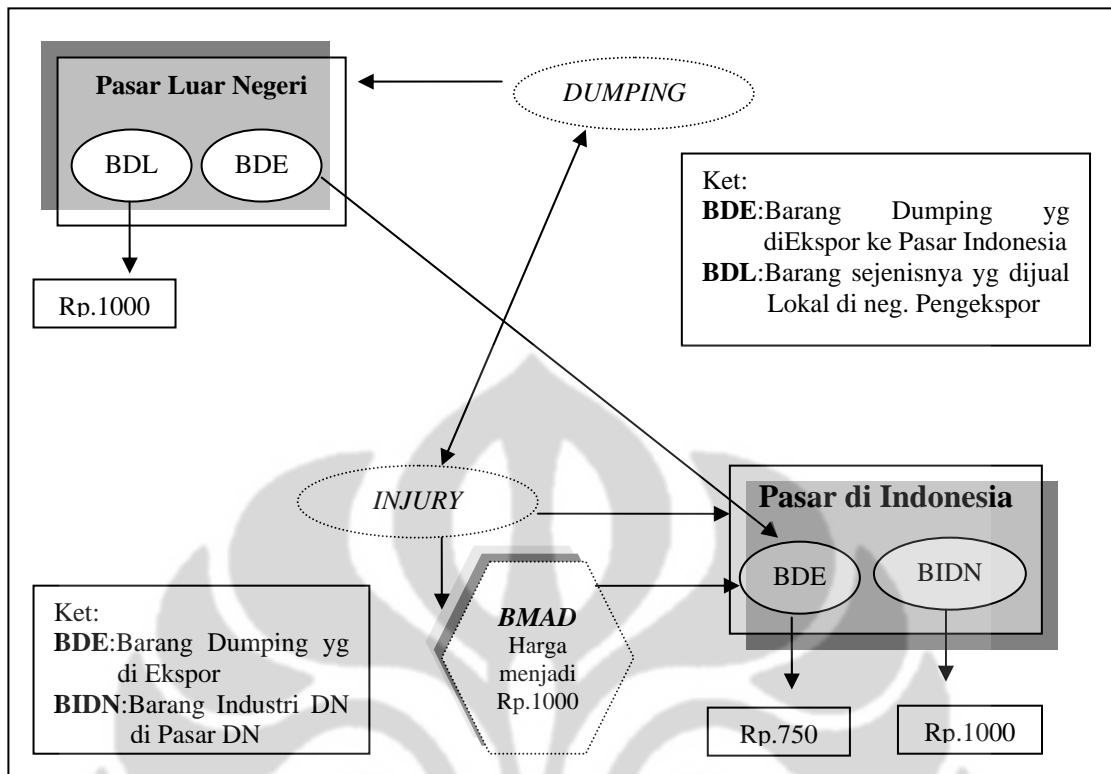 Pasar Luar Negeri
BDL
BDE
Rp.1000
DUMPING
Ket:
BDE:Barang Dumping yg
diEkspor ke Pasar Indonesia
BDL:Barang sejenisnya yg dijual
Lokal di neg. Pengekspor
INJURY
Pasar di Indonesia
BDE
BIDN
Ket:
BDE:Barang Dumping yg
di Ekspor
BIDN:Barang Industri DN
di Pasar DN
BMAD
Harga
menjadi
Rp.1000
Rp.750
Rp.1000